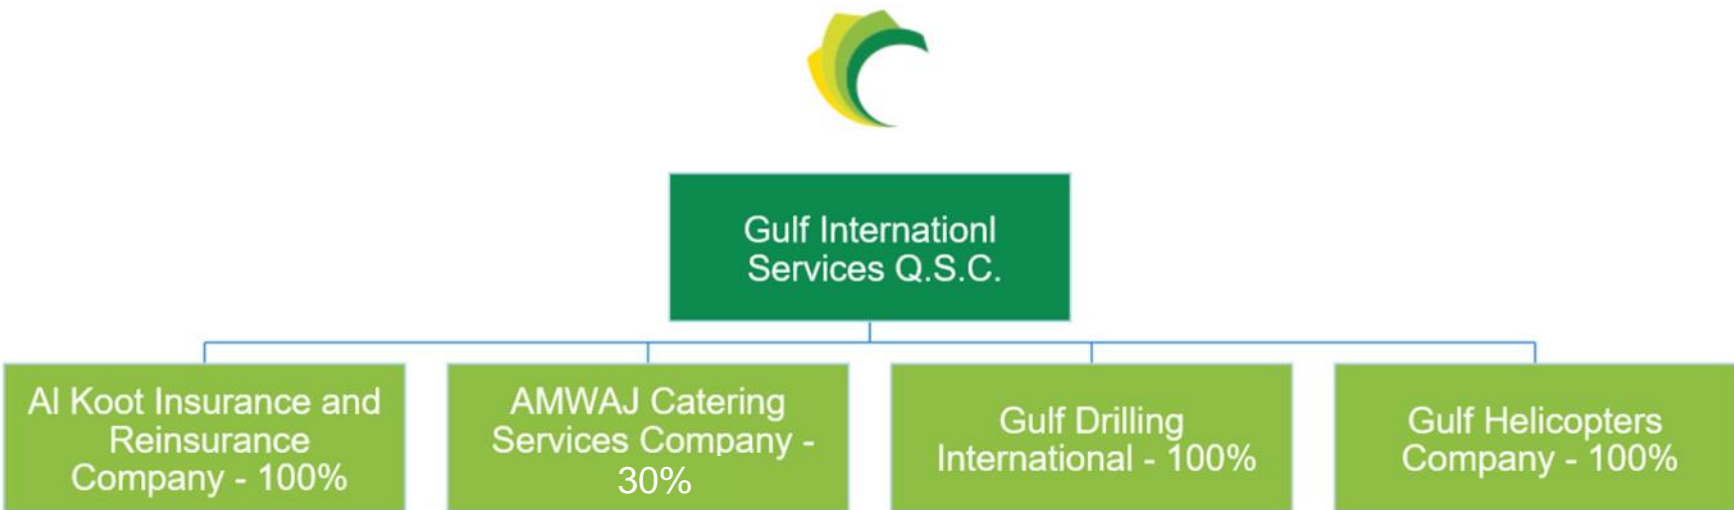 Gulf Internationl
Services Q.S.C.
Al Koot Insurance and
Reinsurance
Company - 100%
AMWAJ Catering
Services Company -
30%
Gulf Drilling
International - 100%
Gulf Helicopters
Company - 100%